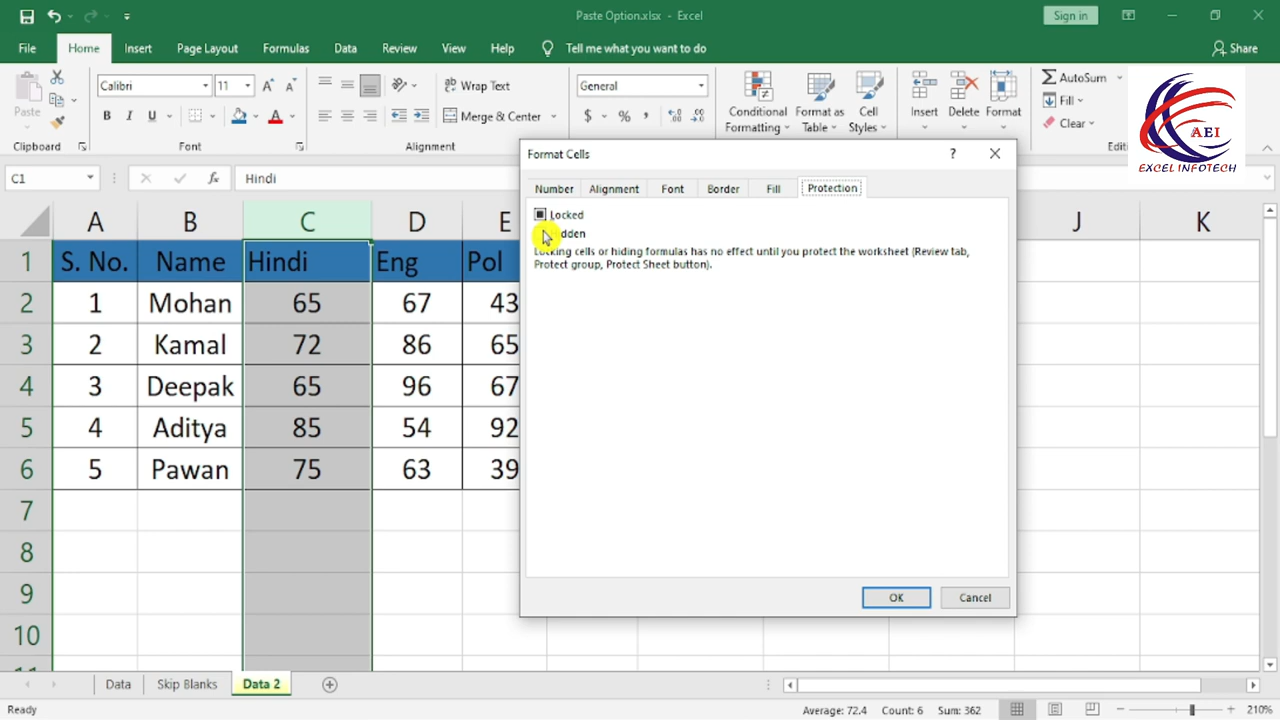 Paste Option.xlsx - Excel
Sign in
File Home Insert Page Layout Formulas Data Review View Help Tell me what you want to do Share
Paste
Calibri 11
B I U
Wrap Text
Merge & Center
General
$ % ,
Conditional Formatting
Format as Table
Cell Styles
Insert Delete Format
AutoSum
Fill
Clear
Clipboard Font Alignment
AEI
EXCEL INFOTECH
C1 fx Hindi
A B C D E J K
1 S. No. Name Hindi Eng Pol
2 1 Mohan 65 67 43
3 2 Kamal 72 86 65
4 3 Deepak 65 96 67
5 4 Aditya 85 54 92
6 5 Pawan 75 63 39
7
8
9
10
Format Cells ?
Number Alignment Font Border Fill Protection
Locked
Locking cells or hiding formulas has no effect until you protect the worksheet (Review tab,
Protect group, Protect Sheet button).
OK Cancel
Data Skip Blanks Data 2
Ready Average: 72.4 Count: 6 Sum: 362 210%